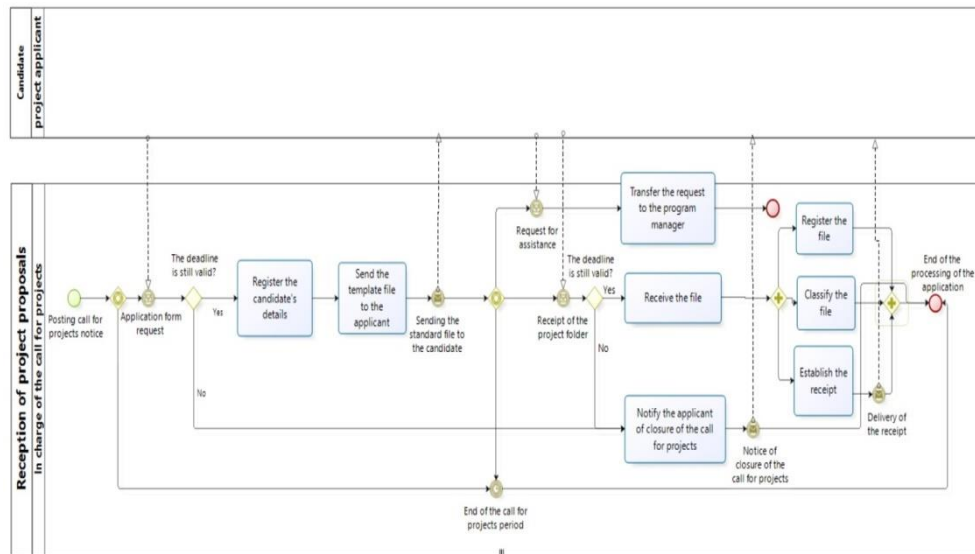 Candidate
project applicant
Reception of project proposals
In charge of the call for projects
Posting call for
projects notice
Application form
request
The deadline
is still valid?
Yes
No
Register the
candidate's
details
Send the
template file
to the
applicant
Sending the
standard file to
the candidate
Request for
assistance
Transfer the request
to the program
manager
Receipt of the
project folder
The deadline
is still valid?
Yes
No
Receive the file
Notify the applicant
of closure of the call
for projects
Notice of
closure of the
call for projects
Register the
file
Classify the
file
Establish the
receipt
Delivery of
the receipt
End of the
processing of the
application
End of the call for
projects period